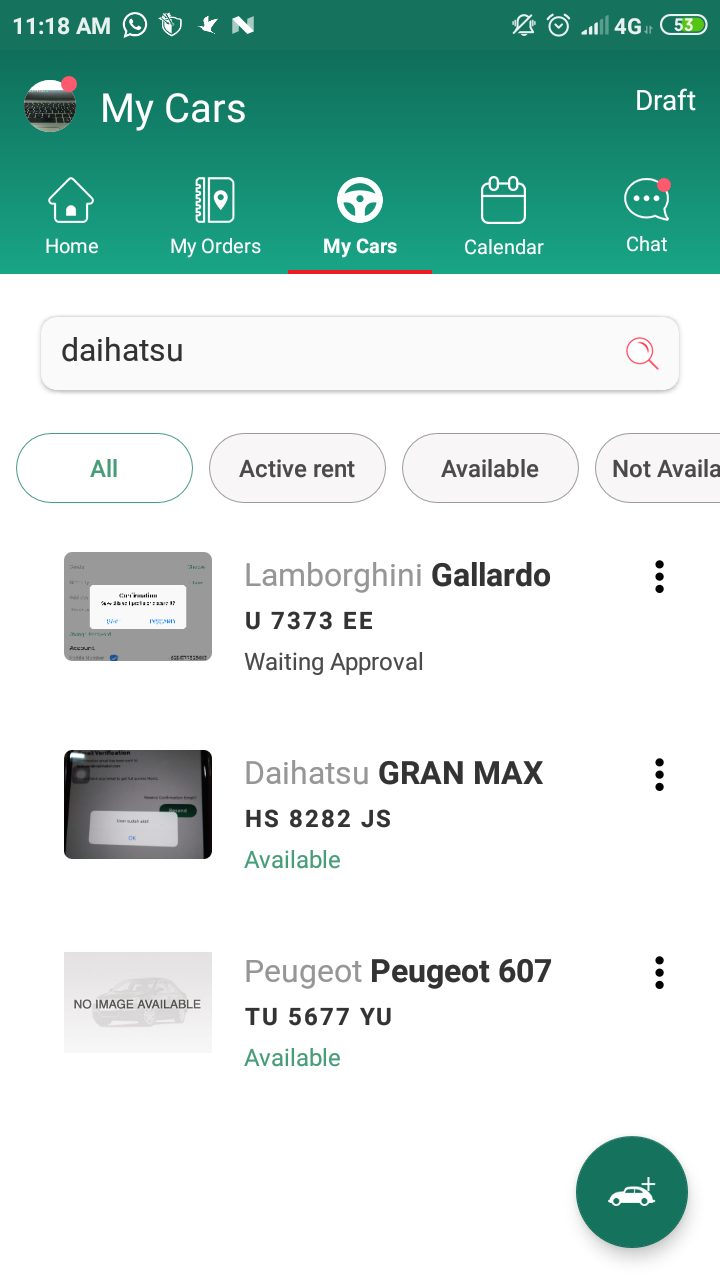 11:18 AM 4G 53
My Cars
Draft
Home
My Orders
My Cars
Calendar
Chat
daihatsu
All
Active rent
Available
Not Availa
Confirmation
Lamborghini Gallardo
U 7373 EE
Waiting Approval
Daihatsu GRAN MAX
HS 8282 JS
Available
OK
NO IMAGE AVAILABLE
Peugeot Peugeot 607
TU 5677 YU
Available